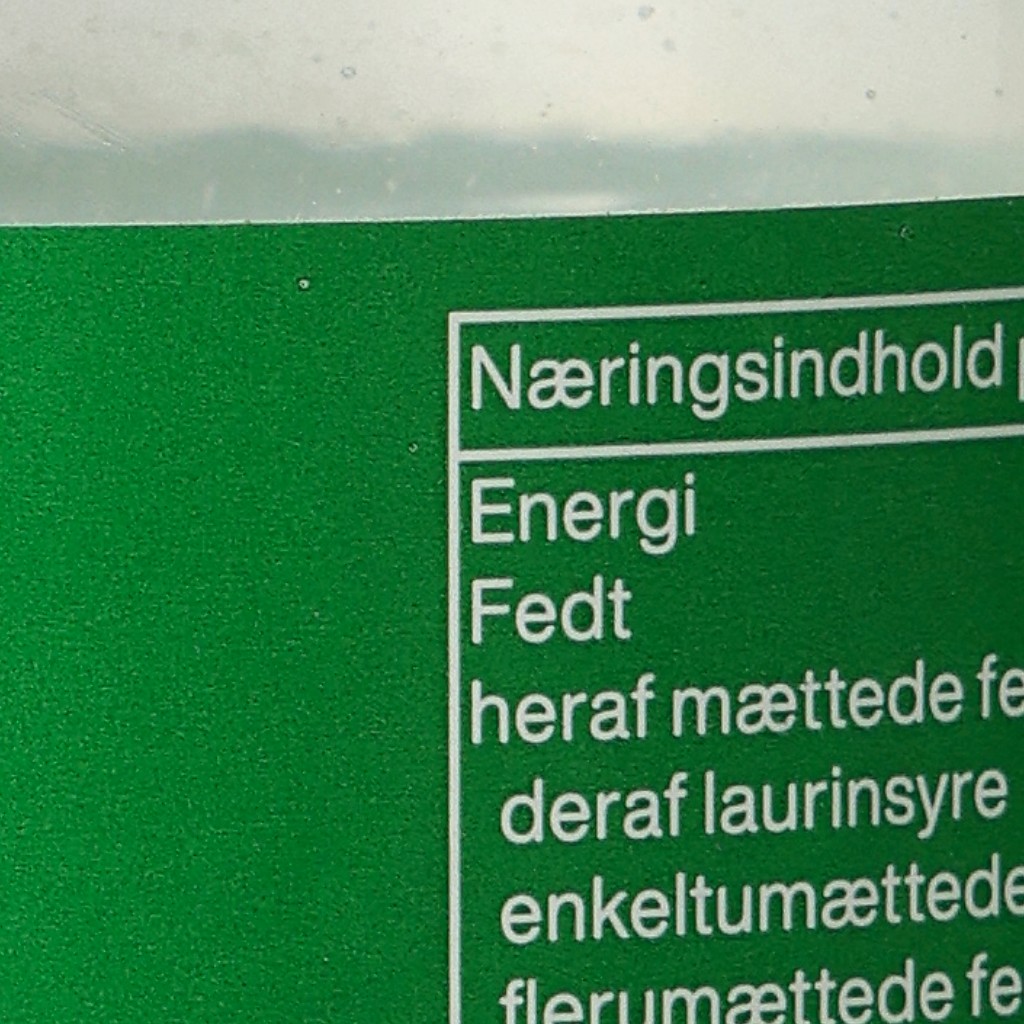 Næringsindhold
Energi
Fedt
heraf mættede
deraf laurinsyre
enkeltumættede
flerumættede